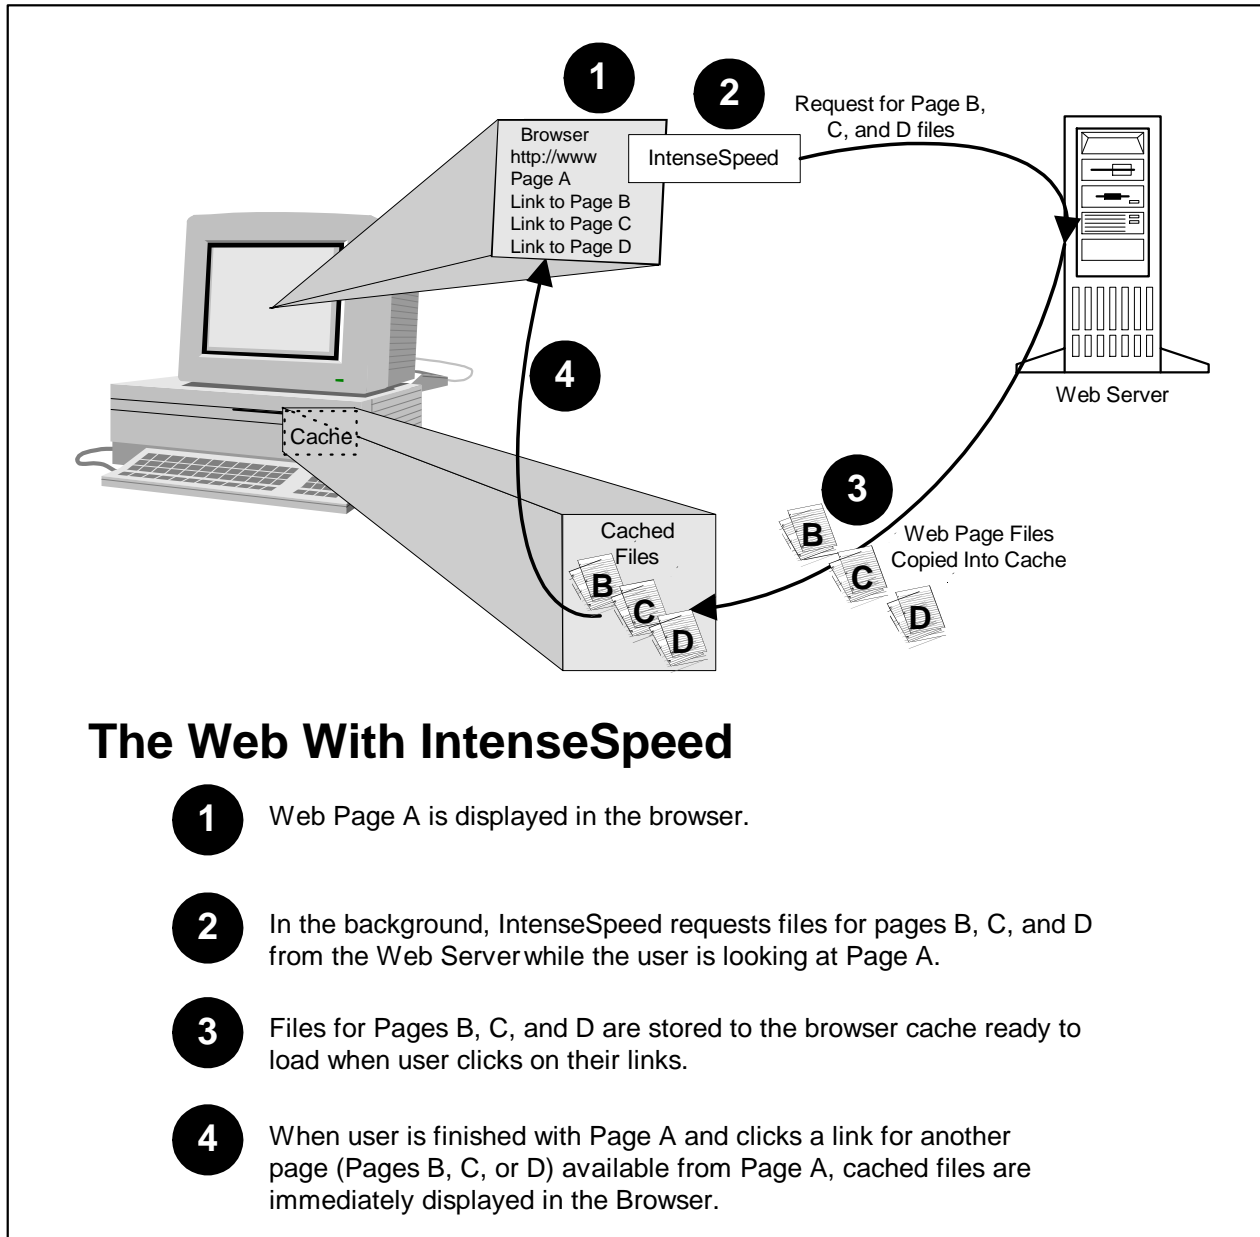 1
2
Request for Page B,
C, and D files
Browser
http://www
Page A
Link to Page B
Link to Page C
Link to Page D
IntenseSpeed
4
Web Server
Cache
3
Cached
Files
B
C
D
B
C
D
Web Page Files
Copied Into Cache
The Web With IntenseSpeed
1
Web Page A is displayed in the browser.
2
In the background, IntenseSpeed requests files for pages B, C, and D
from the Web Server while the user is looking at Page A.
3
Files for Pages B, C, and D are stored to the browser cache ready to
load when user clicks on their links.
4
When user is finished with Page A and clicks a link for another
page (Pages B, C, or D) available from Page A, cached files are
immediately displayed in the Browser.